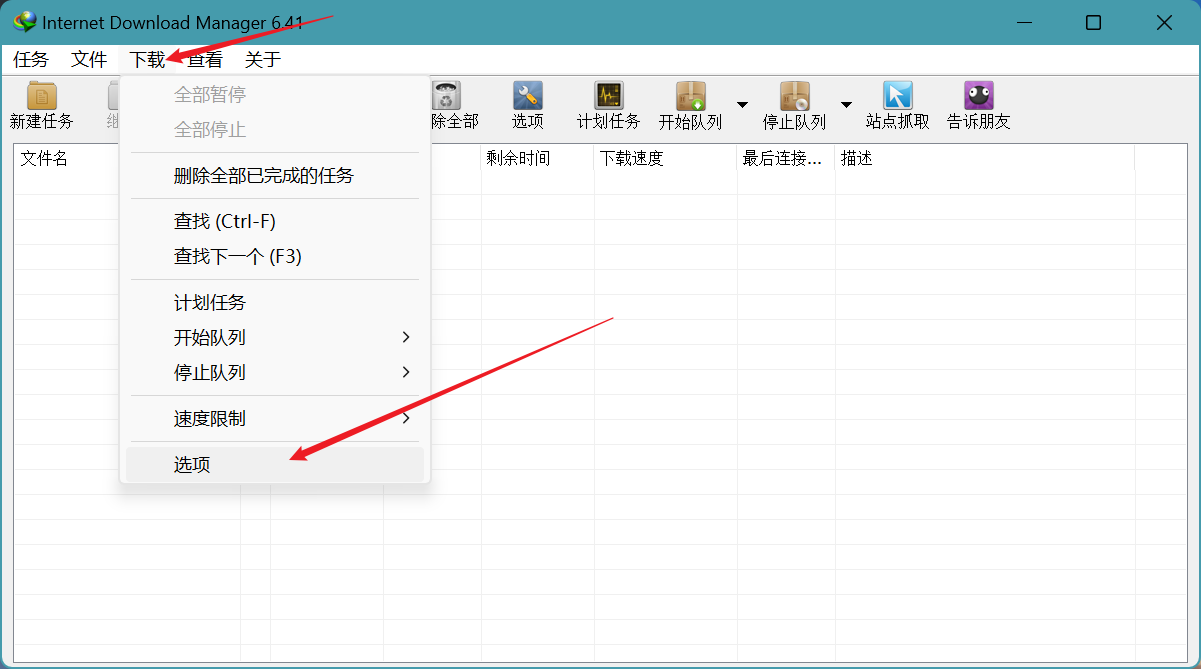 Internet Download Manager 6.41
任务 文件 下载 查看 关于
新建任务 继 除全部 选项 计划任务 开始队列 停止队列 站点抓取 告诉朋友
全部暂停
全部停止
删除全部已完成的任务
查找 (Ctrl-F)
查找下一个 (F3)
计划任务
开始队列
停止队列
速度限制
选项
文件名 剩余时间 下载速度 最后连接... 描述